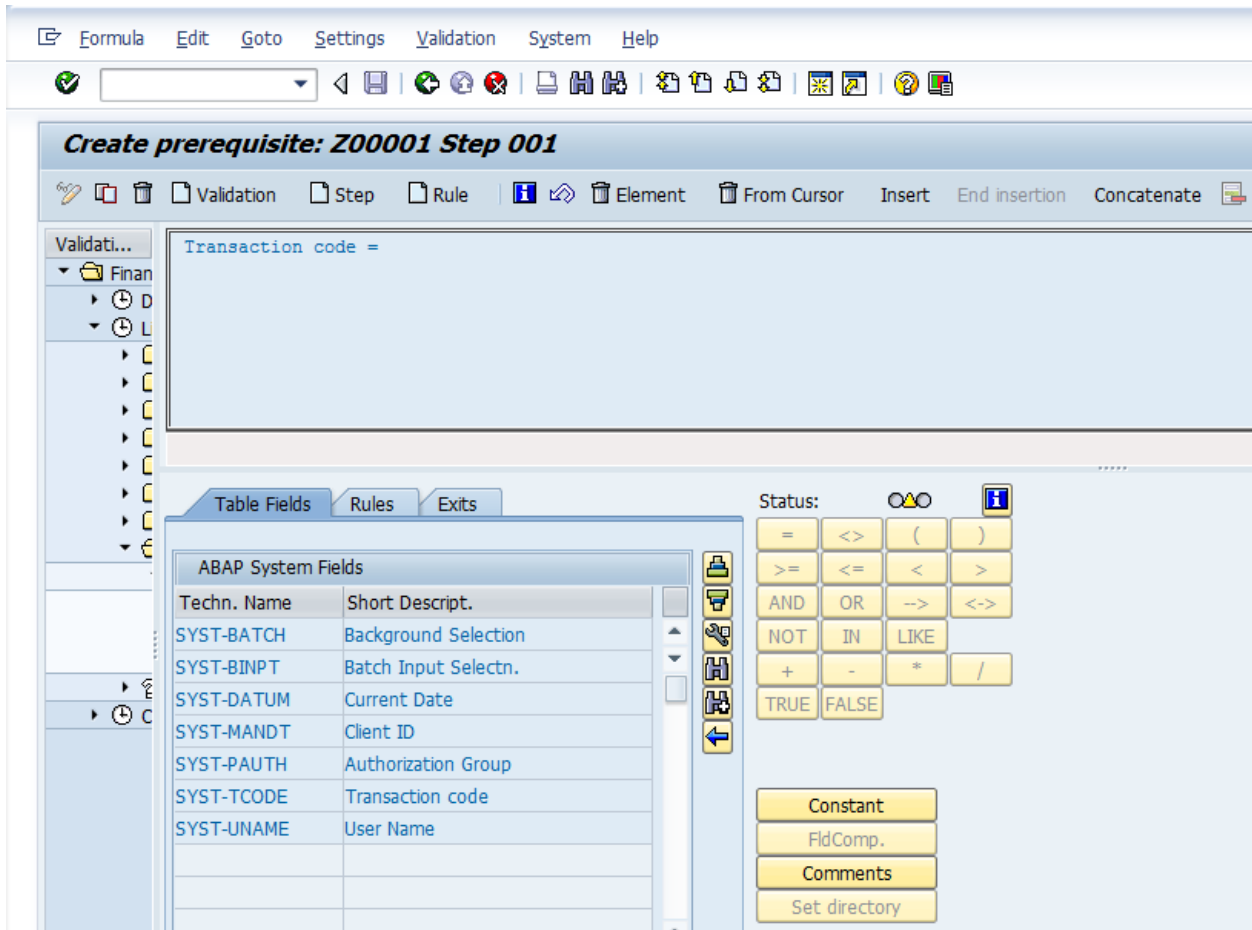 Formula Edit Goto Settings Validation System Help
Create prerequisite: Z00001 Step 001
Validation Step Rule Element From Cursor Insert End insertion Concatenate
Validati...
Transaction code =
Finan
D
Li
C
Table Fields Rules Exits
Status:
= <> ( )
ABAP System Fields
>= <= < >
Techn. Name Short Descript.
AND OR --> <->
SYST-BATCH Background Selection
NOT IN LIKE
SYST-BINPT Batch Input Selectn.
+ - * /
SYST-DATUM Current Date
TRUE FALSE
SYST-MANDT Client ID
SYST-PAUTH Authorization Group
SYST-TCODE Transaction code
Constant
SYST-UNAME User Name
FldComp.
Comments
Set directory